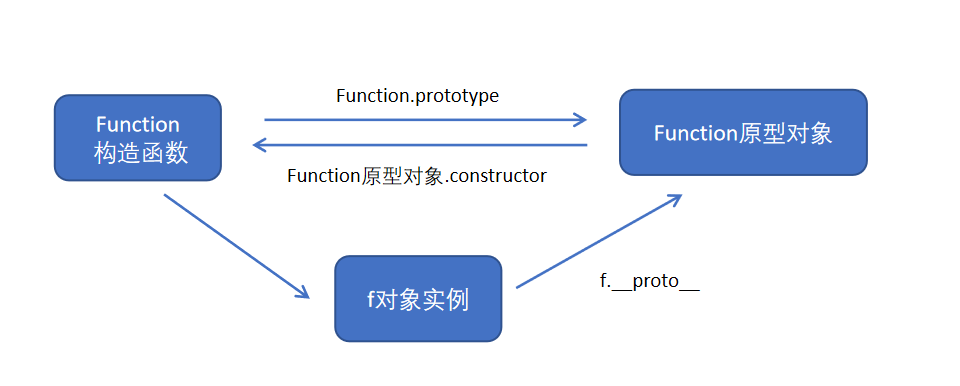 Function.prototype
Function
构造函数
Function原型对象
Function原型对象.constructor
f对象实例
f.__proto__